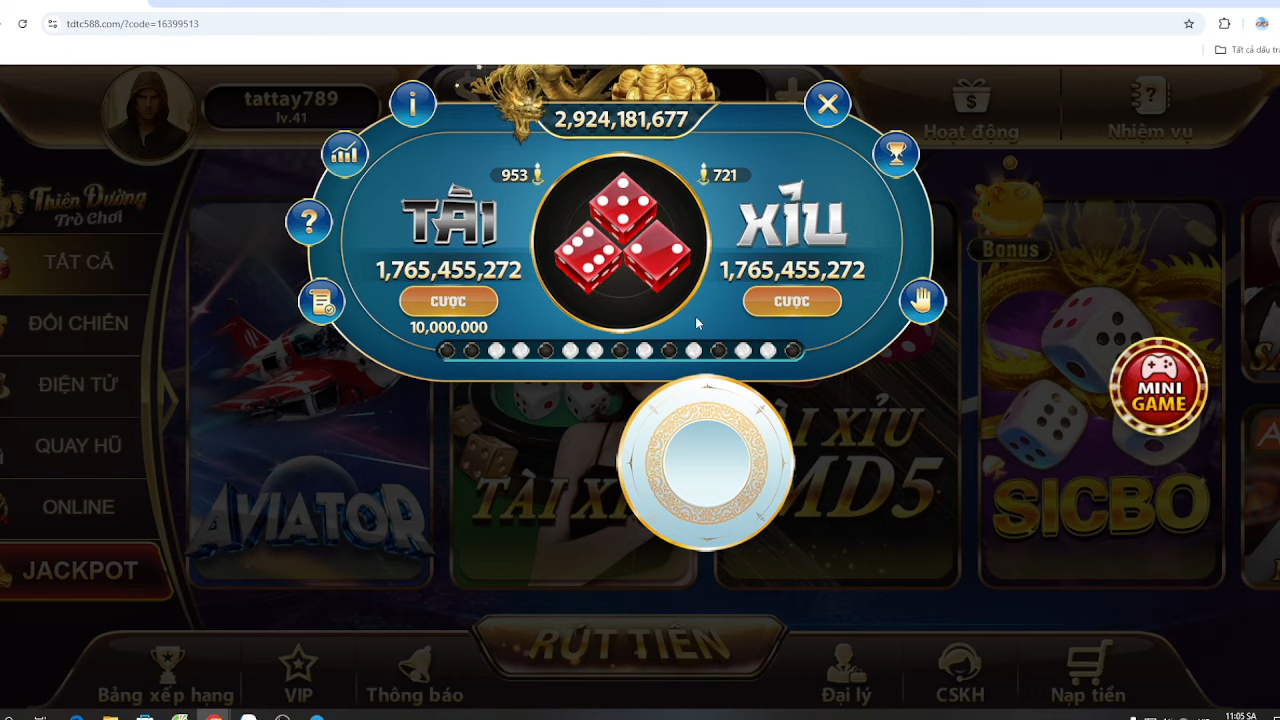 tdtc588.com/?code=16399513
Tất cả dấu
tattay789
lv.41
2,924,181,677
Hoạt động
Nhiệm vụ
953
721
Thiên Đường
Trò Chơi
TÀI
XỈU
Bonus
TẤT CẢ
1,765,455,272
1,765,455,272
CƯỢC
CƯỢC
10,000,000
ĐỐI CHIẾN
ĐIỆN TỬ
MINI
GAME
QUAY HŨ
ONLINE
AVIATOR
TÀI XỈU
MD5
SICBO
JACKPOT
RÚT TIỀN
Bảng xếp hạng
VIP
Thông báo
Đại lý
CSKH
Nạp tiền
11:05 SA